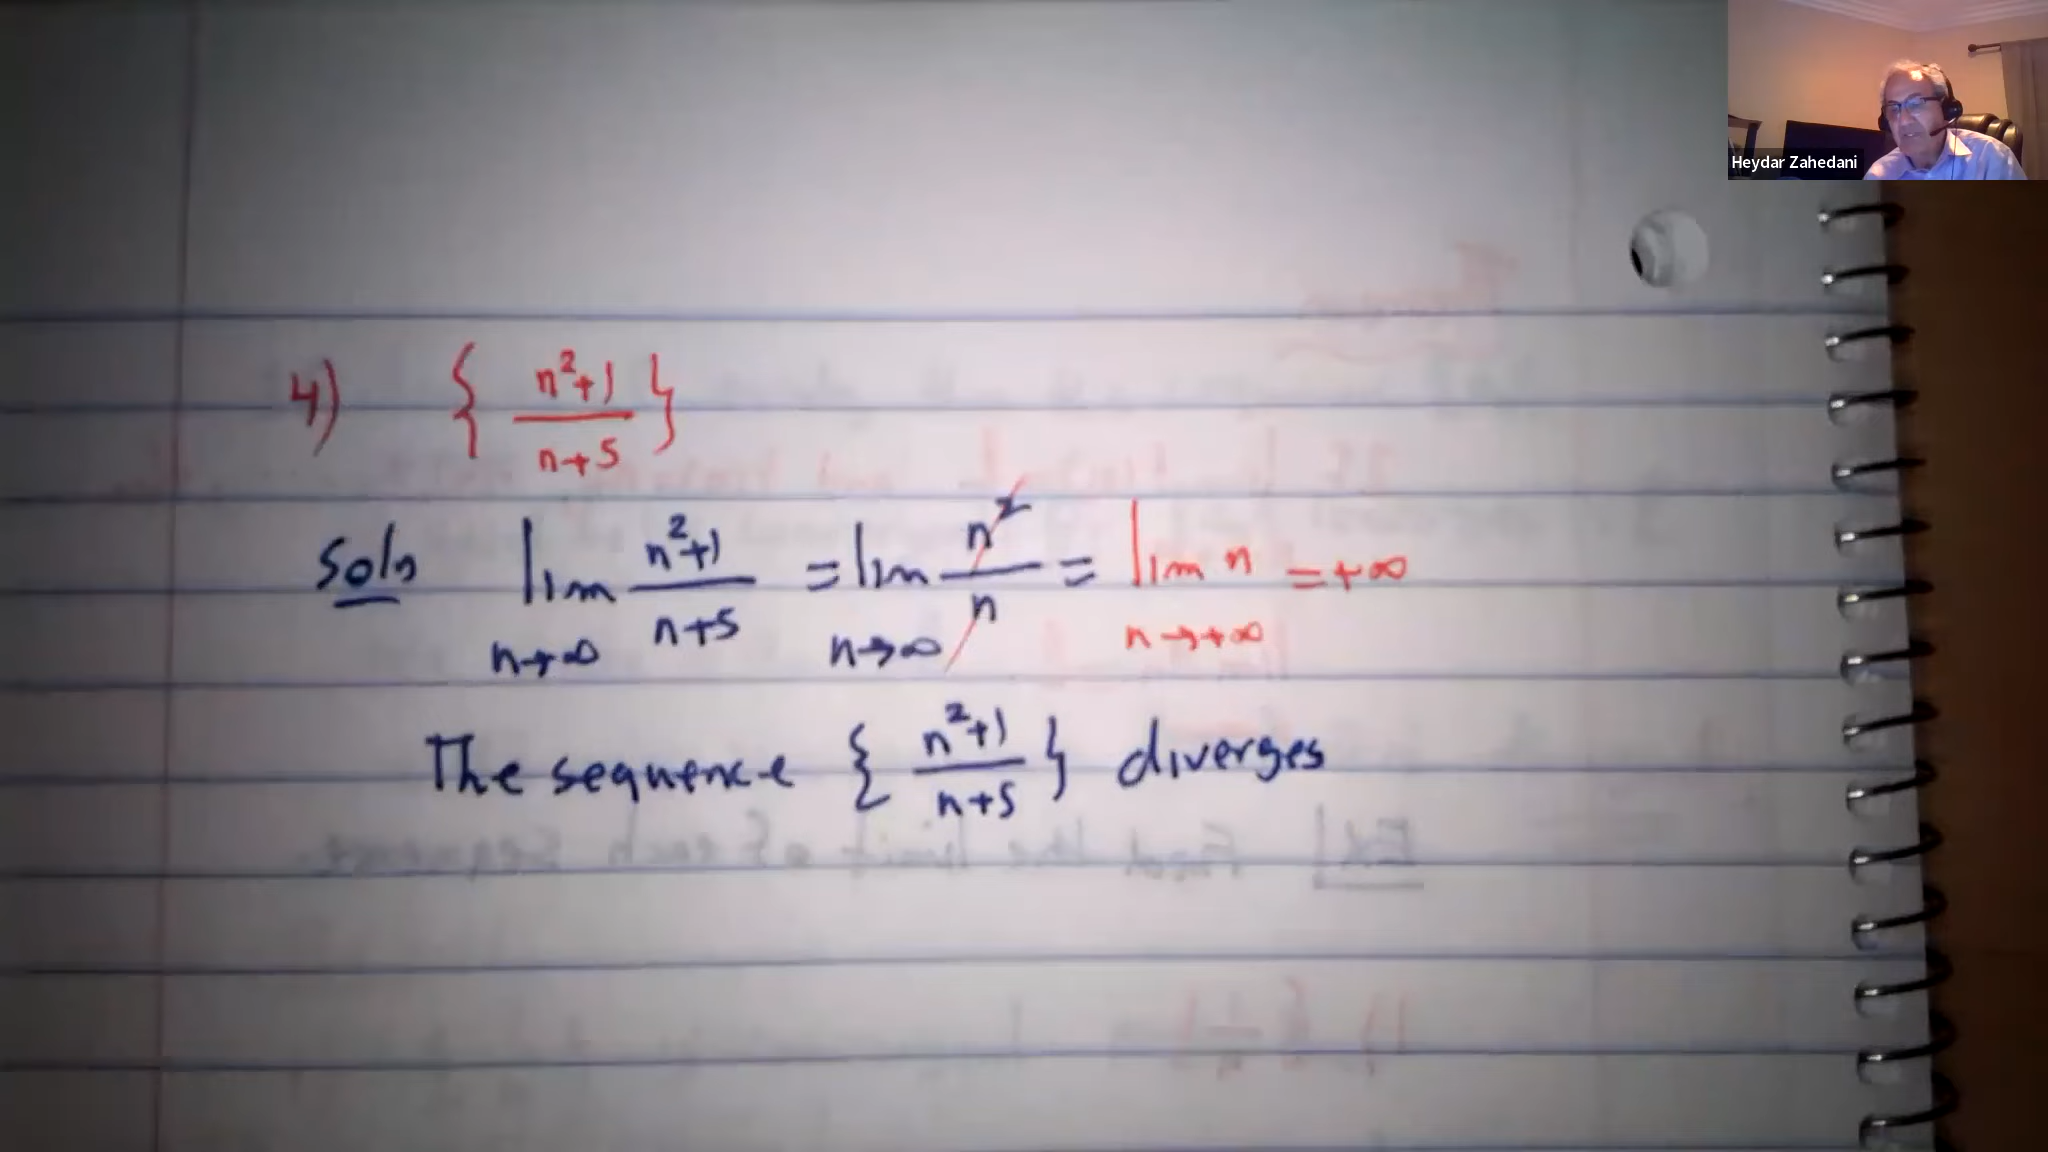 Heydar Zahedani
4) { n²+1 / n+5 }
Soln lim n→∞ n²+1 / n+5 = lim n→∞ n² / n = lim n→+∞ n = +∞
The sequence { n²+1 / n+5 } diverges